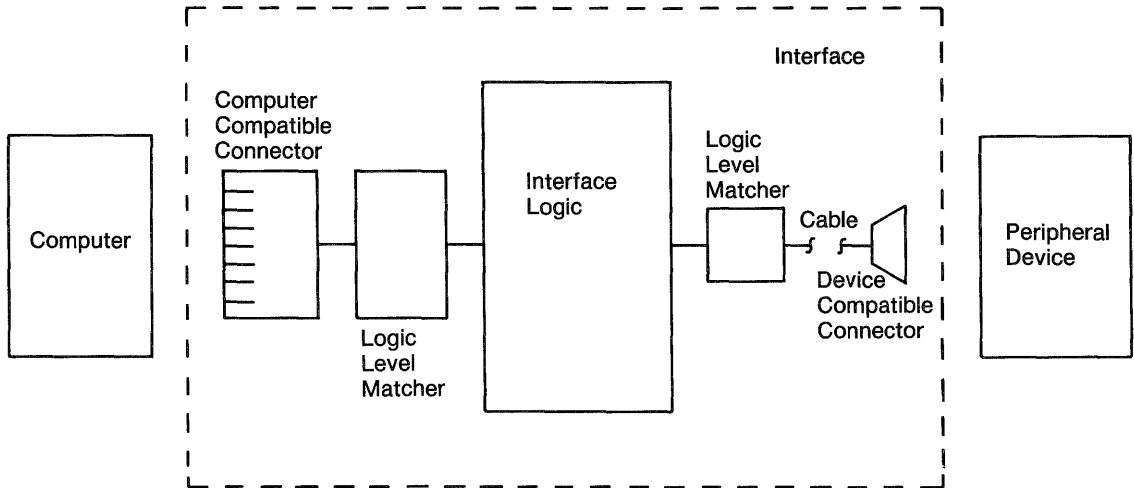 Interface
Computer
Compatible
Connector
Computer
Logic
Level
Matcher
Interface
Logic
Logic
Level
Matcher
Cable
Device
Compatible
Connector
Peripheral
Device